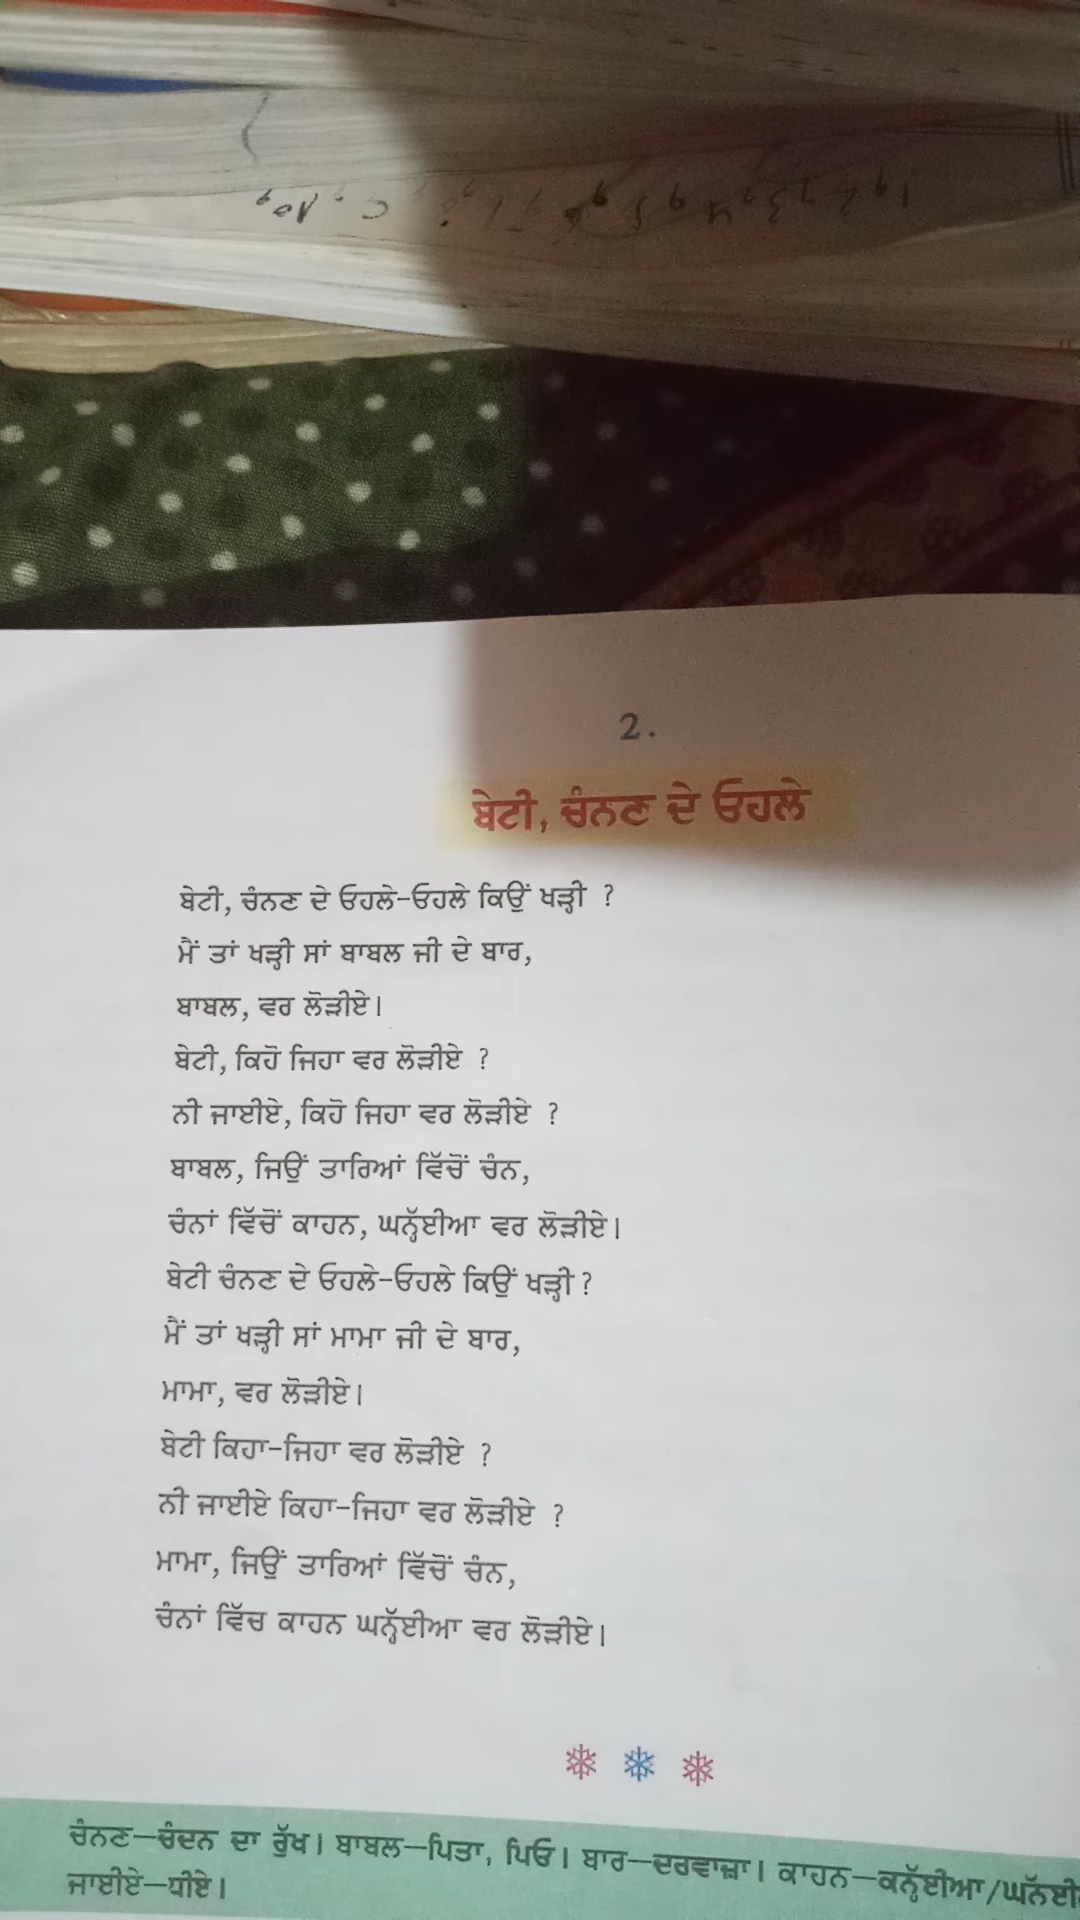 2.
ਬੇਟੀ, ਚੰਨਣ ਦੇ ਓਹਲੇ
ਬੇਟੀ, ਚੰਨਣ ਦੇ ਓਹਲੇ-ਓਹਲੇ ਕਿਉਂ ਖੜ੍ਹੀ ?
ਮੈਂ ਤਾਂ ਖੜ੍ਹੀ ਸਾਂ ਬਾਬਲ ਜੀ ਦੇ ਬਾਰ,
ਬਾਬਲ, ਵਰ ਲੋੜੀਏ।
ਬੇਟੀ, ਕਿਹੋ ਜਿਹਾ ਵਰ ਲੋੜੀਏ ?
ਨੀ ਜਾਈਏ, ਕਿਹੋ ਜਿਹਾ ਵਰ ਲੋੜੀਏ ?
ਬਾਬਲ, ਜਿਉਂ ਤਾਰਿਆਂ ਵਿੱਚੋਂ ਚੰਨ,
ਚੰਨਾਂ ਵਿੱਚੋਂ ਕਾਹਨ, ਘਨ੍ਹੱਈਆ ਵਰ ਲੋੜੀਏ।
ਬੇਟੀ ਚੰਨਣ ਦੇ ਓਹਲੇ-ਓਹਲੇ ਕਿਉਂ ਖੜ੍ਹੀ ?
ਮੈਂ ਤਾਂ ਖੜ੍ਹੀ ਸਾਂ ਮਾਮਾ ਜੀ ਦੇ ਬਾਰ,
ਮਾਮਾ, ਵਰ ਲੋੜੀਏ।
ਬੇਟੀ ਕਿਹਾ-ਜਿਹਾ ਵਰ ਲੋੜੀਏ ?
ਨੀ ਜਾਈਏ ਕਿਹਾ-ਜਿਹਾ ਵਰ ਲੋੜੀਏ ?
ਮਾਮਾ, ਜਿਉਂ ਤਾਰਿਆਂ ਵਿੱਚੋਂ ਚੰਨ,
ਚੰਨਾਂ ਵਿੱਚ ਕਾਹਨ ਘਨ੍ਹੱਈਆ ਵਰ ਲੋੜੀਏ।
ਚੰਨਣ—ਚੰਦਨ ਦਾ ਰੁੱਖ। ਬਾਬਲ—ਪਿਤਾ, ਪਿਓ। ਬਾਰ—ਦਰਵਾਜ਼ਾ। ਕਾਹਨ—ਕਨ੍ਹੱਈਆ/
ਜਾਈਏ—ਧੀਏ।